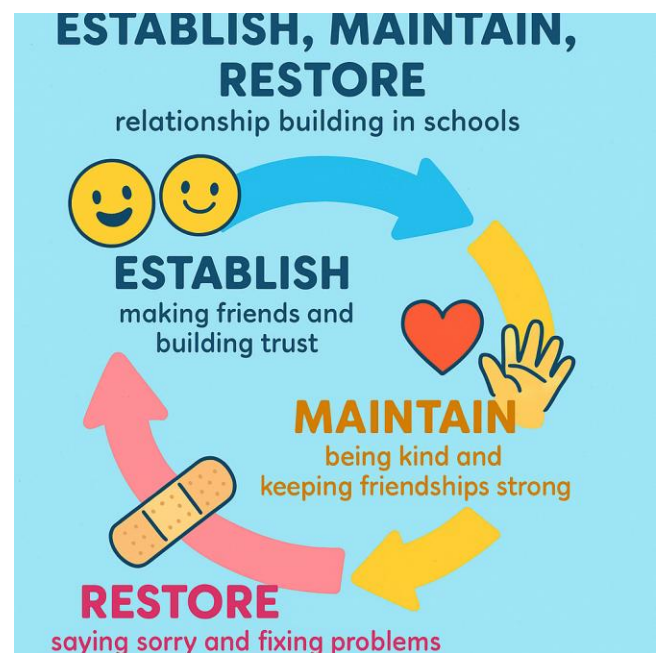 ESTABLISH, MAINTAIN,
RESTORE
relationship building in schools
ESTABLISH
making friends and
building trust
MAINTAIN
being kind and
keeping friendships strong
RESTORE
saying sorry and fixing problems